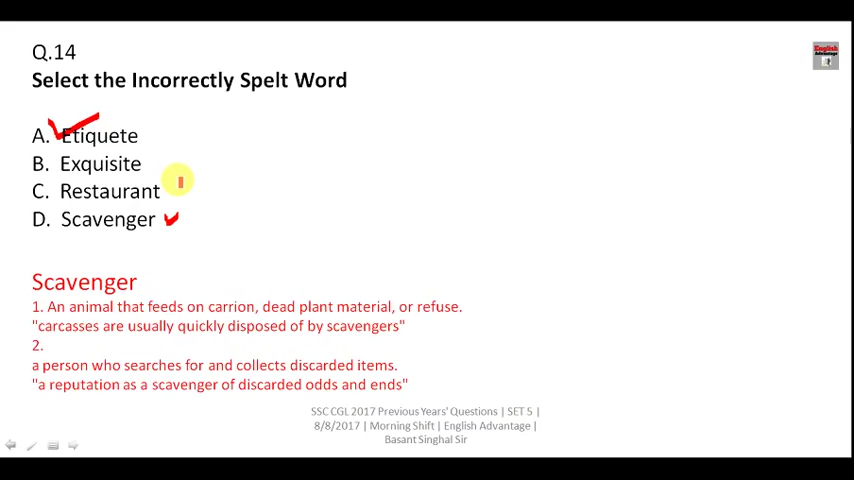 Q.14
English
Advantage
Select the Incorrectly Spelt Word
A. Etiquete
B. Exquisite
C. Restaurant
D. Scavenger
Scavenger
1. An animal that feeds on carrion, dead plant material, or refuse.
"carcasses are usually quickly disposed of by scavengers"
2.
a person who searches for and collects discarded items.
"a reputation as a scavenger of discarded odds and ends"
SSC CGL 2017 Previous Years' Questions | SET 5 |
8/8/2017 | Morning Shift | English Advantage |
Basant Singhal Sir